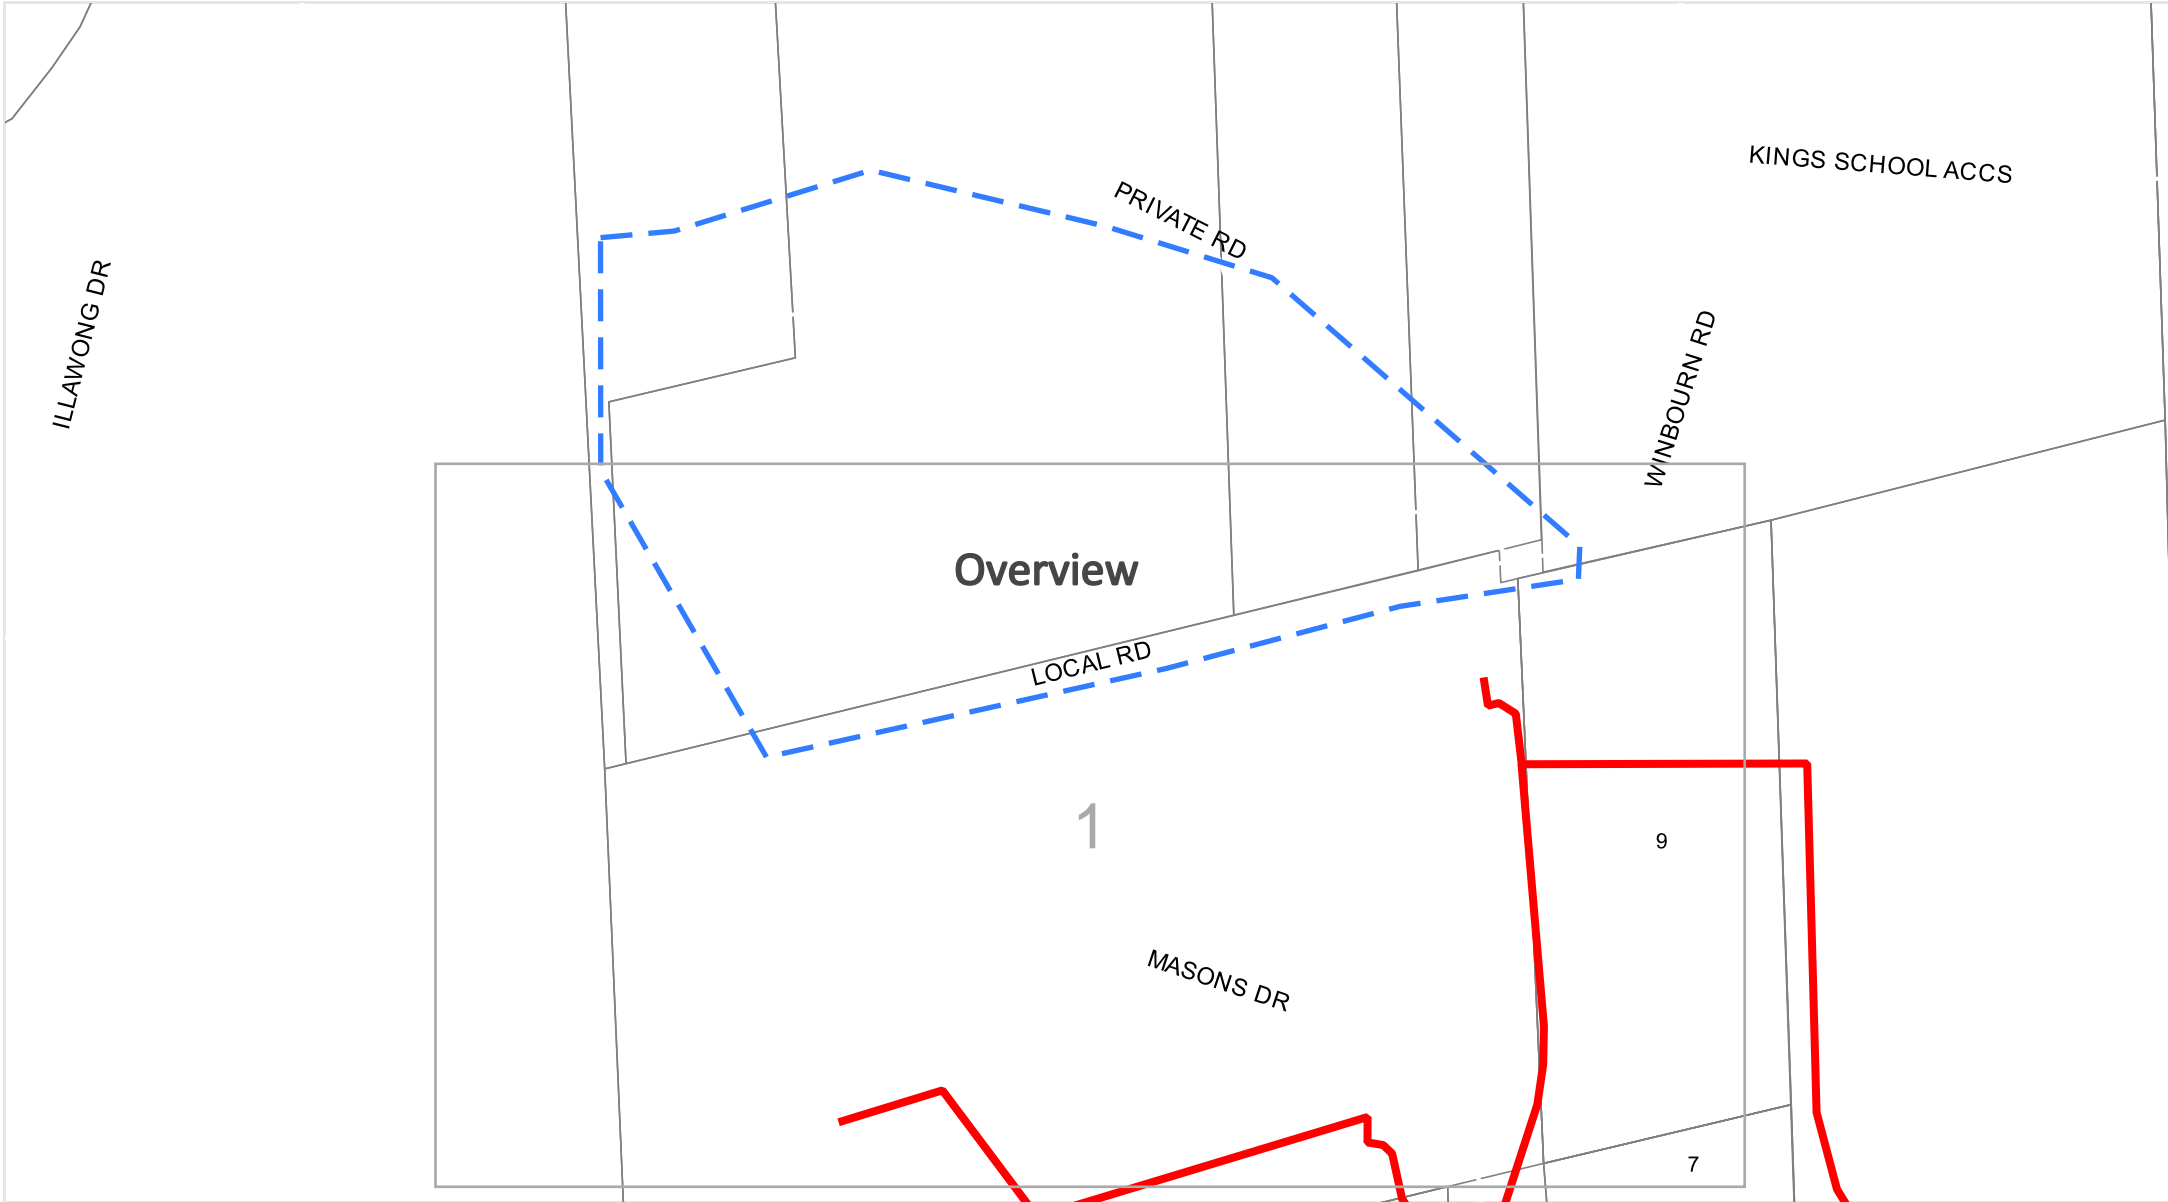 KINGS SCHOOL ACCS
PRIVATE RD
ILLAWONG DR
WINBOURN RD
Overview
LOCAL RD
1
9
MASONS DR
7